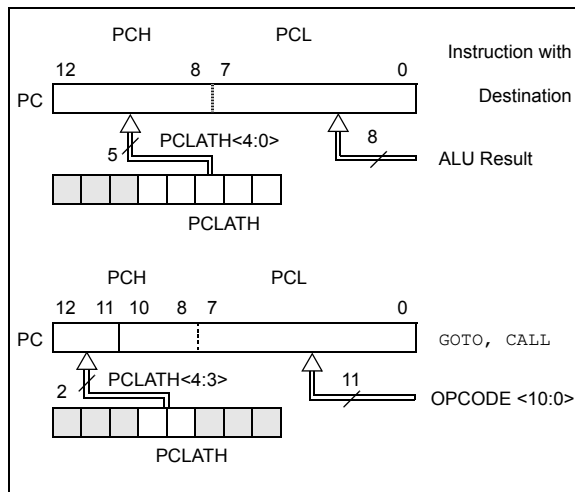 PCH PCL
12 8 7 0 Instruction with
PC Destination
5 PCLATH<4:0> 8 ALU Result
PCLATH
PCH PCL
12 11 10 8 7 0
PC GOTO, CALL
2 PCLATH<4:3> 11 OPCODE <10:0>
PCLATH